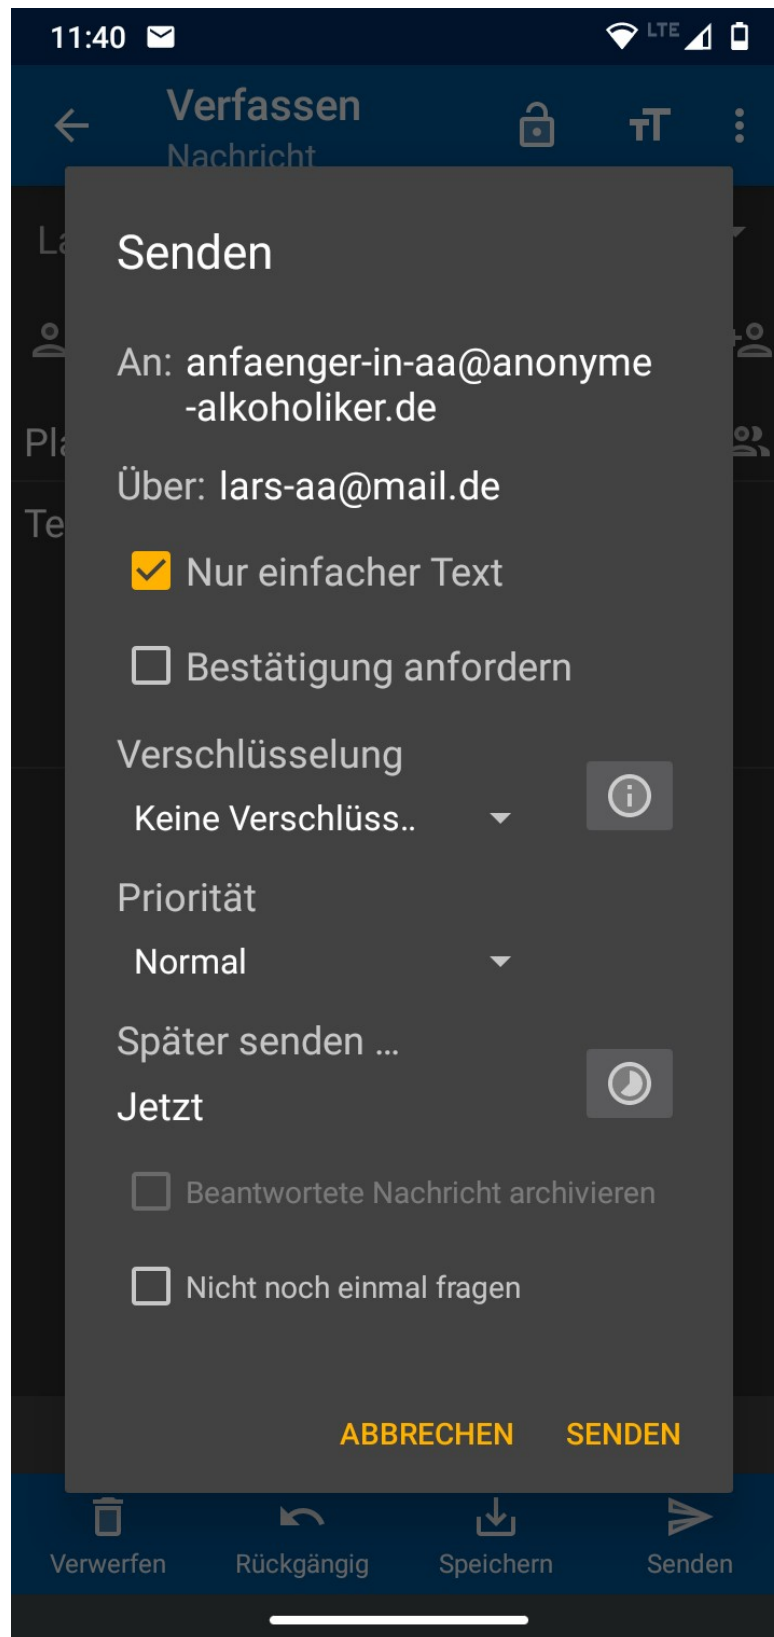 11:40
LTE
Verfassen
Nachricht
Senden
An: anfaenger-in-aa@anonyme
-alkoholiker.de
Über: lars-aa@mail.de
Nur einfacher Text
Bestätigung anfordern
Verschlüsselung
Keine Verschlüss..
Priorität
Normal
Später senden ...
Jetzt
Beantwortete Nachricht archivieren
Nicht noch einmal fragen
ABBRECHEN SENDEN
Verwerfen Rückgängig Speichern Senden